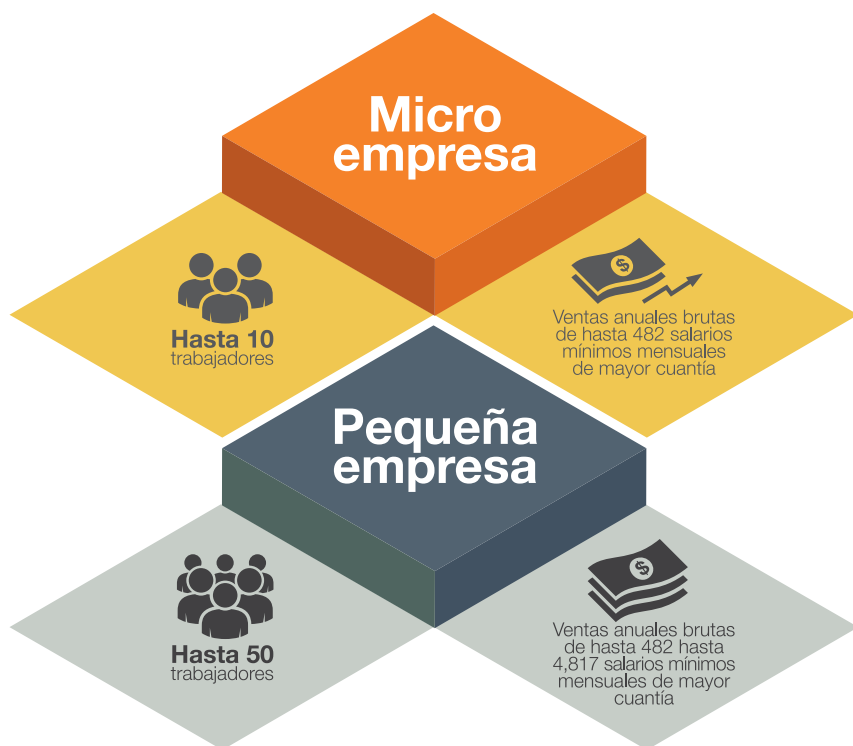 Micro
empresa
Hasta 10
trabajadores
$
Ventas anuales brutas
de hasta 482 salarios
mínimos mensuales
de mayor cuantía
Pequeña
empresa
Hasta 50
trabajadores
$
Ventas anuales brutas
de hasta 482 hasta
4,817 salarios mínimos
mensuales de mayor
cuantía